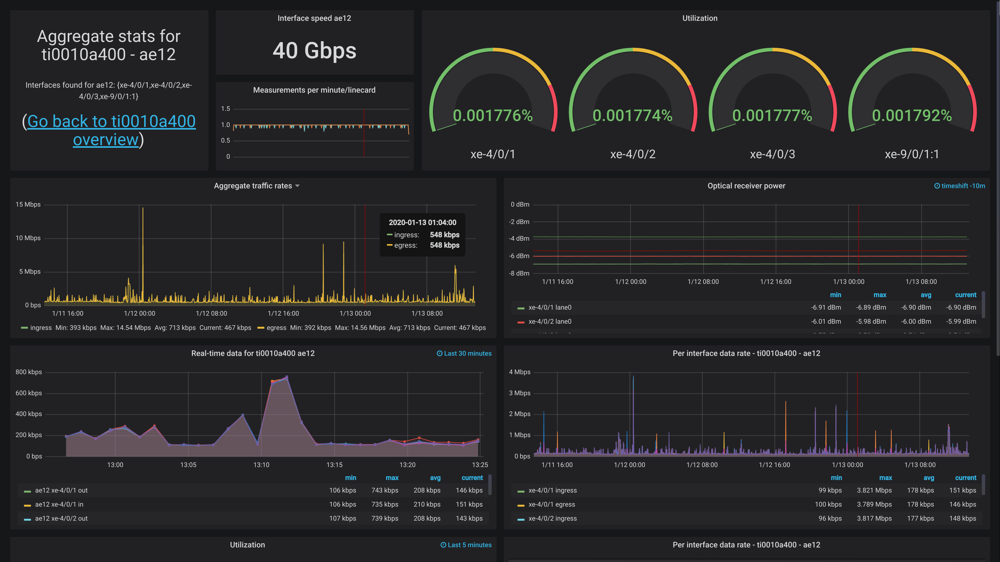 Aggregate stats for
ti0010a400 - ae12
Interfaces found for ae12: {xe-4/0/1,xe-4/0/2,xe-
4/0/3,xe-9/0/1:1}
(Go back to ti0010a400
overview)
Interface speed ae12
40 Gbps
Measurements per minute/linecard
1.5
1.0
0.5
0
Utilization
0.001776% 0.001774% 0.001777% 0.001792%
xe-4/0/1 xe-4/0/2 xe-4/0/3 xe-9/0/1:1
Aggregate traffic rates
15 Mbps
10 Mbps
5 Mbps
0 bps
2020-01-13 01:04:00
ingress: 548 kbps
egress: 548 kbps
1/11 16:00 1/12 00:00 1/12 08:00 1/12 16:00 1/13 00:00 1/13 08:00
ingress Min: 393 kbps Max: 14.54 Mbps Avg: 713 kbps Current: 467 kbps egress Min: 392 kbps Max: 14.56 Mbps Avg: 713 kbps Current: 467 kbps
Optical receiver power
timeshift -10m
0 dBm
-2 dBm
-4 dBm
-6 dBm
-8 dBm
1/11 16:00 1/12 00:00 1/12 08:00 1/12 16:00 1/13 00:00 1/13 08:00
min max avg current
xe-4/0/1 lane0 -6.91 dBm -6.89 dBm -6.90 dBm -6.90 dBm
xe-4/0/2 lane0 -6.01 dBm -5.98 dBm -6.00 dBm -5.99 dBm
Real-time data for ti0010a400 ae12
Last 30 minutes
800 kbps
600 kbps
400 kbps
200 kbps
0 bps
13:00 13:05 13:10 13:15 13:20 13:25
min max avg current
ae12 xe-4/0/1 out 106 kbps 743 kbps 208 kbps 146 kbps
ae12 xe-4/0/1 in 106 kbps 735 kbps 210 kbps 151 kbps
ae12 xe-4/0/2 out 107 kbps 739 kbps 208 kbps 143 kbps
Per interface data rate - ti0010a400 - ae12
4 Mbps
3 Mbps
2 Mbps
1 Mbps
0 bps
1/11 16:00 1/12 00:00 1/12 08:00 1/12 16:00 1/13 00:00 1/13 08:00
min max avg current
xe-4/0/1 ingress 99 kbps 3.821 Mbps 178 kbps 151 kbps
xe-4/0/1 egress 100 kbps 3.789 Mbps 178 kbps 146 kbps
xe-4/0/2 ingress 96 kbps 3.817 Mbps 177 kbps 148 kbps
Utilization
Last 5 minutes
Per interface data rate - ti0010a400 - ae12